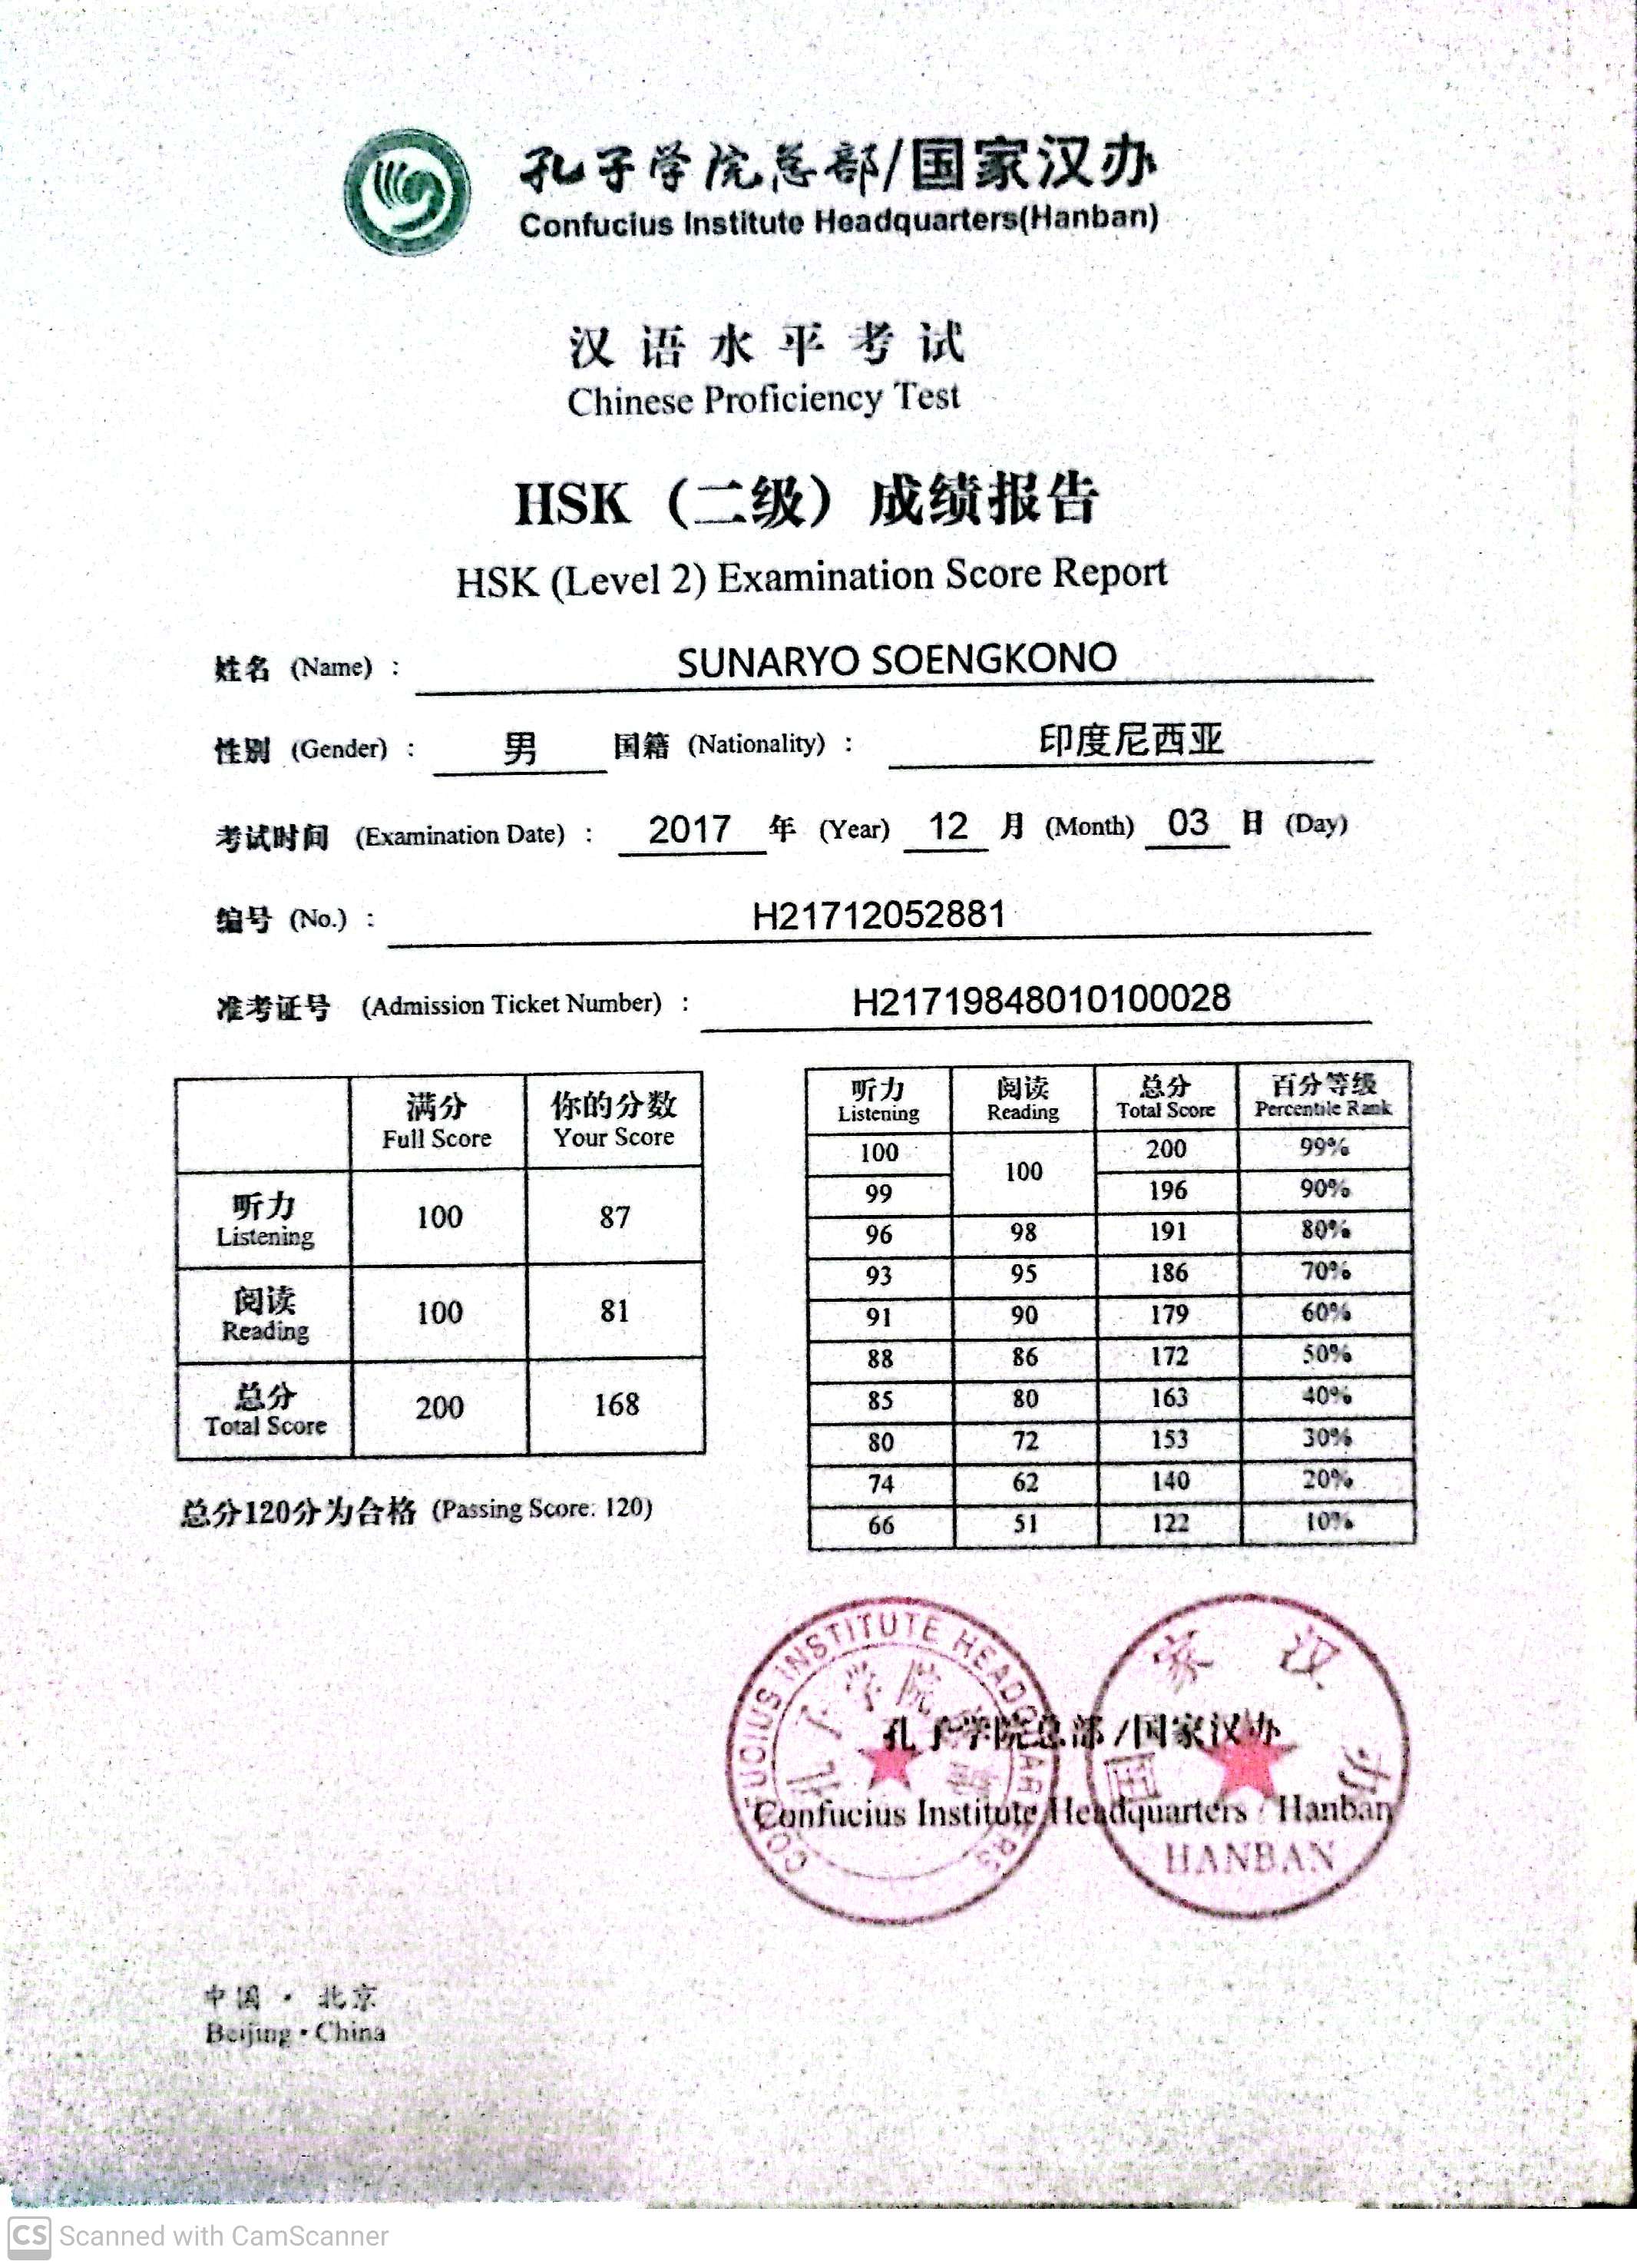 孔子学院总部/国家汉办
Confucius Institute Headquarters(Hanban)
汉语水平考试
Chinese Proficiency Test
HSK（二级）成绩报告
HSK (Level 2) Examination Score Report
姓名 (Name) : SUNARYO SOENGKONO
性别 (Gender) : 男 国籍 (Nationality) : 印度尼西亚
考试时间 (Examination Date) : 2017 年 (Year) 12 月 (Month) 03 日 (Day)
编号 (No.) : H21712052881
准考证号 (Admission Ticket Number) : H21719848010100028
满分 你的分数
Full Score Your Score
听力
Listening 100 87
阅读
Reading 100 81
总分
Total Score 200 168
总分120分为合格 (Passing Score: 120)
听力 阅读 总分 百分等级
Listening Reading Total Score Percentile Rank
100 100 200 99%
99 196 90%
96 98 191 80%
93 95 186 70%
91 90 179 60%
88 86 172 50%
85 80 163 40%
80 72 153 30%
74 62 140 20%
66 51 122 10%
CONFUCIUS INSTITUTE HEADQUARTERS
孔子学院总部
国家汉办
HANBAN
孔子学院总部/国家汉办
Confucius Institute Headquarters / Hanban
中国·北京
Beijing·China
CS Scanned with CamScanner